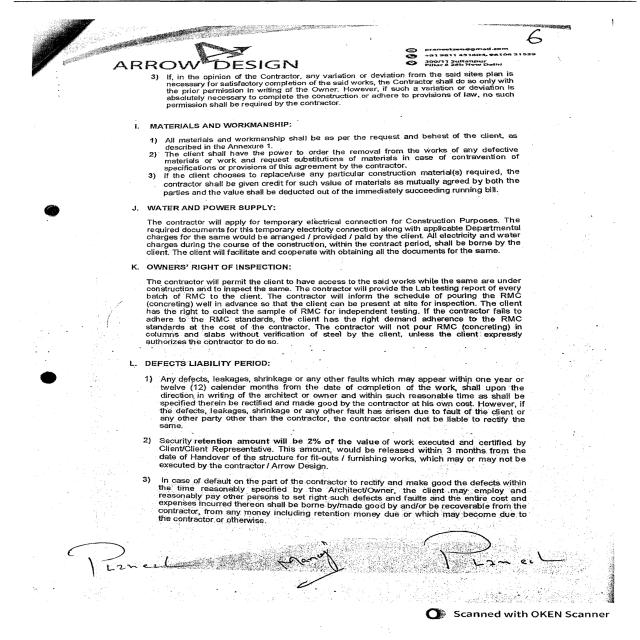 6
ARROW DESIGN
praneetzen@gmail.com
300/11 Sultanpur
Pillar # 286 New Delhi
3) If, in the opinion of the Contractor, any variation or deviation from the said sites plan is
necessary for satisfactory completion of the said works, the Contractor shall do so only with
the prior permission in writing of the Owner. However, if such a variation or deviation is
absolutely necessary to complete the construction or adhere to provisions of law, no such
permission shall be required by the contractor.
I. MATERIALS AND WORKMANSHIP:
1) All materials and workmanship shall be as per the request and behest of the client, as
described in the Annexure 1.
2) The client shall have the power to order the removal from the works of any defective
materials or work and request substitutions of materials in case of contravention of
specifications or provisions of this agreement by the contractor.
3) If the client chooses to replace/use any particular construction material(s) required, the
contractor shall be given credit for such value of materials as mutually agreed by both the
parties and the value shall be deducted out of the immediately succeeding running bill.
J. WATER AND POWER SUPPLY:
The contractor will apply for temporary electrical connection for Construction Purposes. The
required documents for this temporary electricity connection along with applicable Departmental
charges for the same would be arranged / provided / paid by the client. All electricity and water
charges during the course of the construction, within the contract period, shall be borne by the
client. The client will facilitate and cooperate with obtaining all the documents for the same.
K. OWNERS' RIGHT OF INSPECTION:
The contractor will permit the client to have access to the said works while the same are under
construction and to inspect the same. The contractor will provide the Lab testing report of every
batch of RMC to the client. The contractor will inform the schedule of pouring the RMC
(concreting) well in advance so that the client can be present at site for inspection. The client
has the right to collect the sample of RMC for independent testing. If the contractor fails to
adhere to the RMC standards, the client has the right demand adherence to the RMC
standards at the cost of the contractor. The contractor will not pour RMC (concreting) in
columns and slabs without verification of steel by the client, unless the client expressly
authorizes the contractor to do so.
L. DEFECTS LIABILITY PERIOD:
1) Any defects, leakages, shrinkage or any other faults which may appear within one year or
twelve (12) calendar months from the date of completion of the work, shall upon the
direction in writing of the architect or owner and within such reasonable time as shall be
specified therein be rectified and made good by the contractor at his own cost. However, if
the defects, leakages, shrinkage or any other fault has arisen due to fault of the client or
any other party other than the contractor, the contractor shall not be liable to rectify the
same.
2) Security retention amount will be 2% of the value of work executed and certified by
Client/Client Representative. This amount, would be released within 3 months from the
date of Handover of the structure for fit-outs / furnishing works, which may or may not be
executed by the contractor / Arrow Design.
3) In case of default on the part of the contractor to rectify and make good the defects within
the time reasonably specified by the Architect/Owner, the client may employ and
reasonably pay other persons to set right such defects and faults and the entire cost and
expenses incurred thereon shall be borne by/made good by and/or be recoverable from the
contractor, from any money including retention money due or which may become due to
the contractor or otherwise.
Praneet Manoj Praneet
Scanned with OKEN Scanner